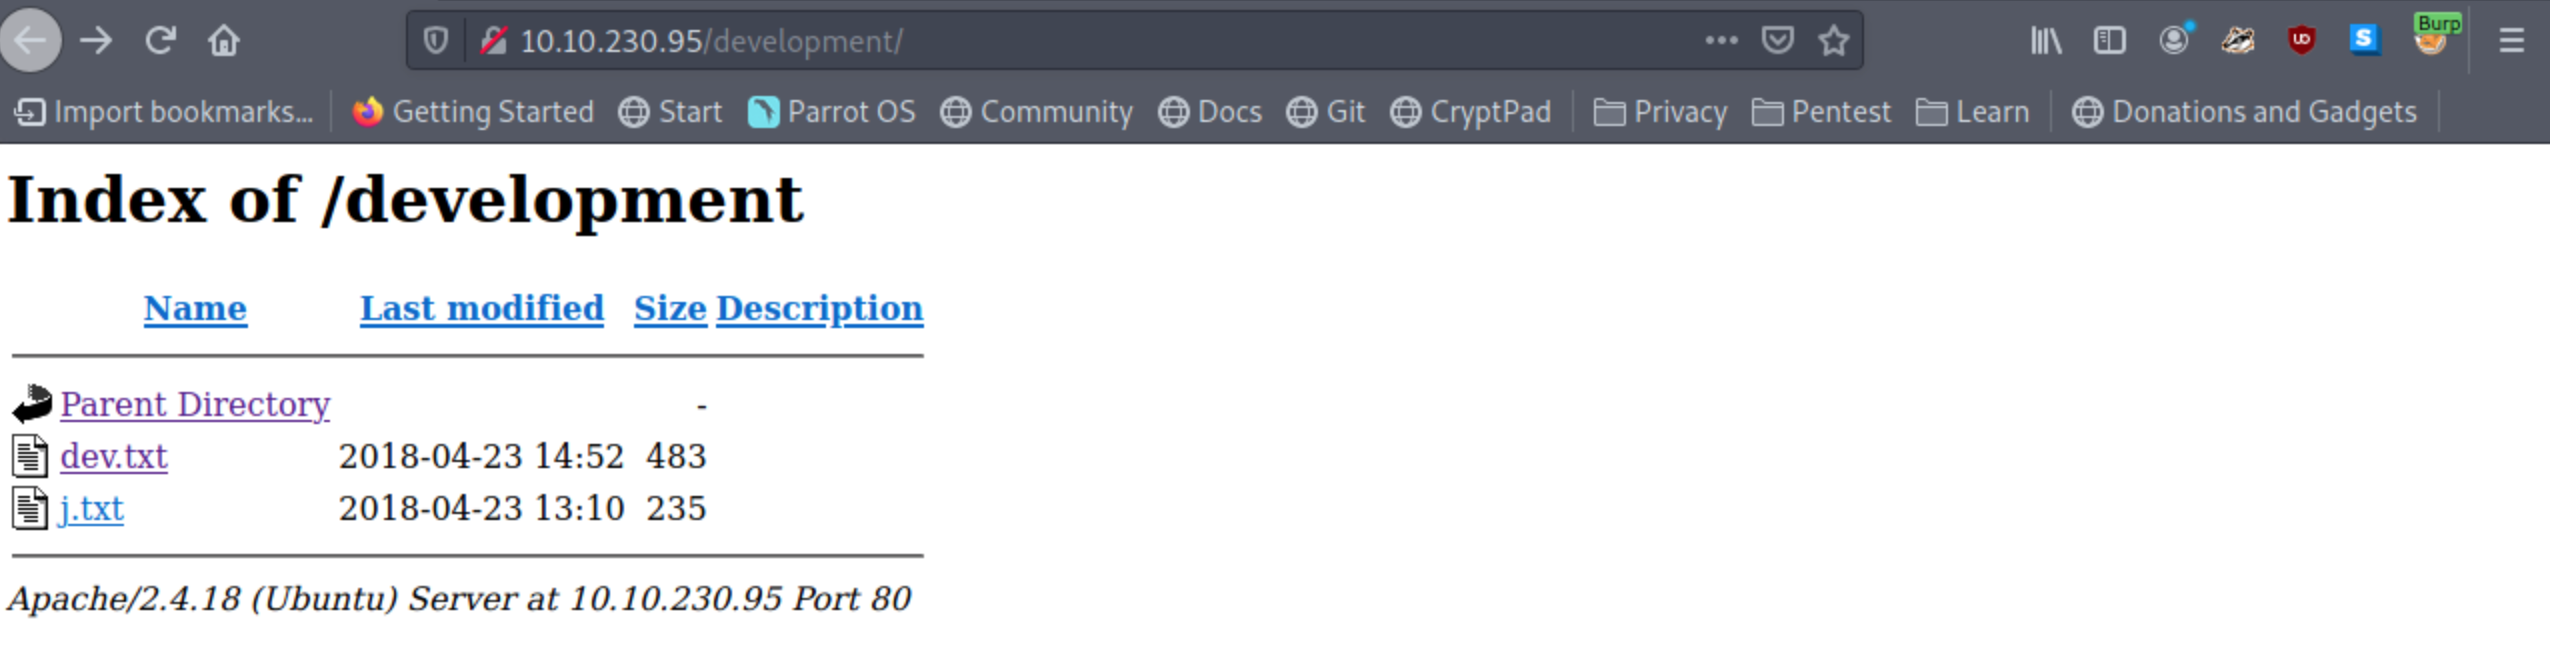 10.10.230.95/development/
Burp
Import bookmarks... Getting Started Start Parrot OS Community Docs Git CryptPad Privacy Pentest Learn Donations and Gadgets
Index of /development
Name Last modified Size Description
Parent Directory -
dev.txt 2018-04-23 14:52 483
j.txt 2018-04-23 13:10 235
Apache/2.4.18 (Ubuntu) Server at 10.10.230.95 Port 80